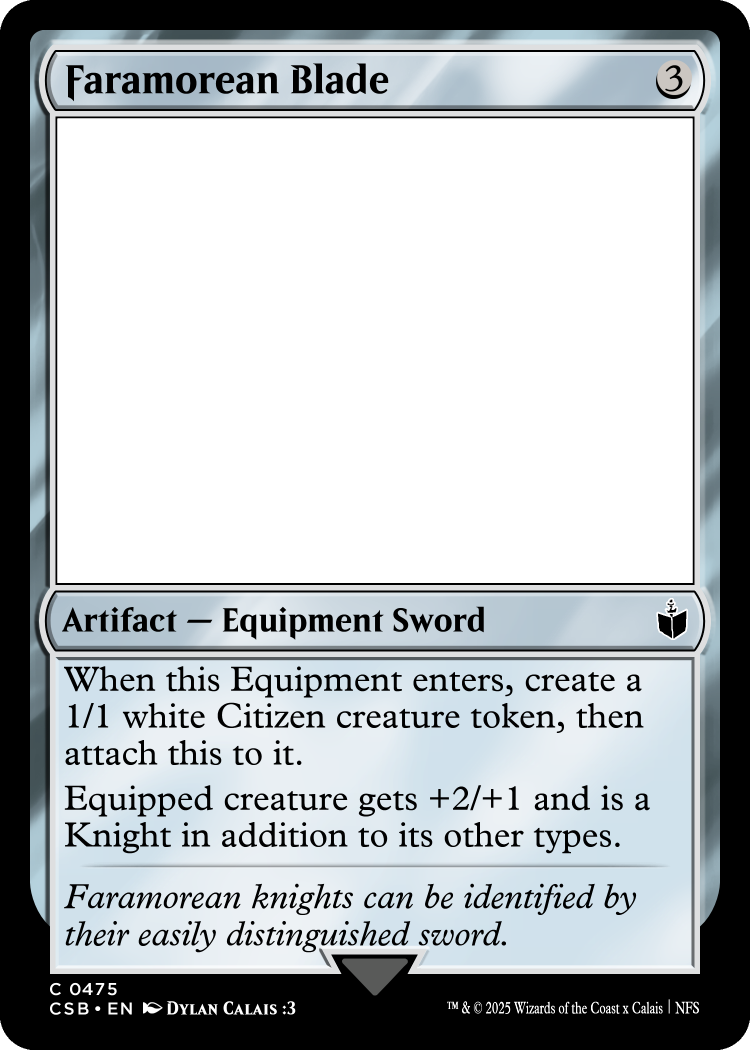 Faramorean Blade 3
Artifact — Equipment Sword
When this Equipment enters, create a
1/1 white Citizen creature token, then
attach this to it.
Equipped creature gets +2/+1 and is a
Knight in addition to its other types.
Faramorean knights can be identified by
their easily distinguished sword.
C 0475
CSB • EN Dylan Calais :3 ™ & © 2025 Wizards of the Coast x Calais | NFS